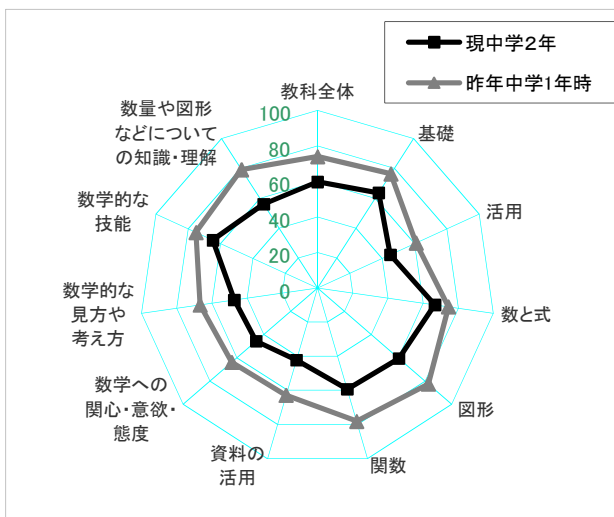 現中学2年
昨年中学1年時
教科全体
基礎
活用
数と式
図形
関数
資料の
活用
数学への
関心・意欲・
態度
数学的な
見方や
考え方
数学的な
技能
数量や図形
などについて
の知識・理解
100
80
60
40
20
0